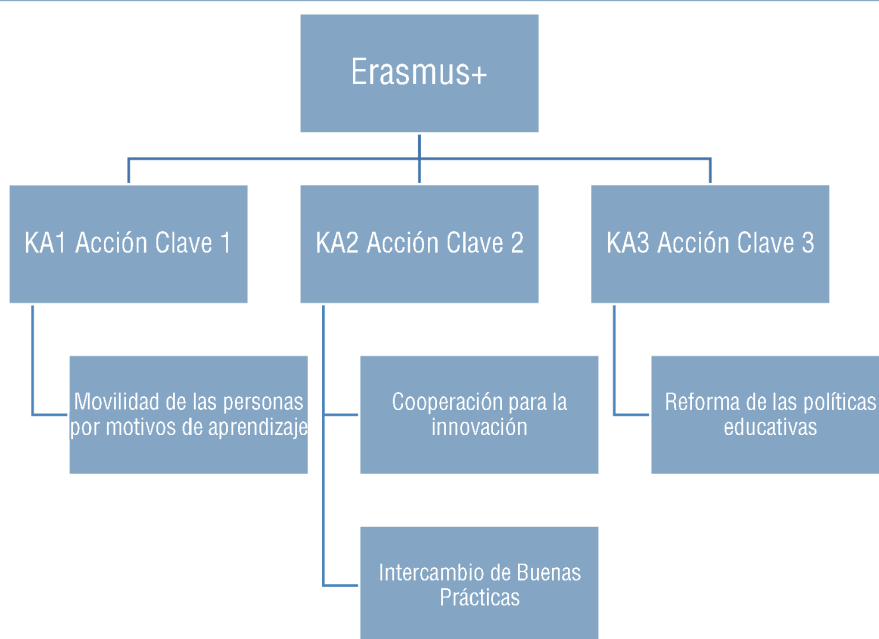 Erasmus+
KA1 Acción Clave 1
KA2 Acción Clave 2
KA3 Acción Clave 3
Movilidad de las personas
por motivos de aprendizaje
Cooperación para la
innovación
Reforma de las políticas
educativas
Intercambio de Buenas
Prácticas